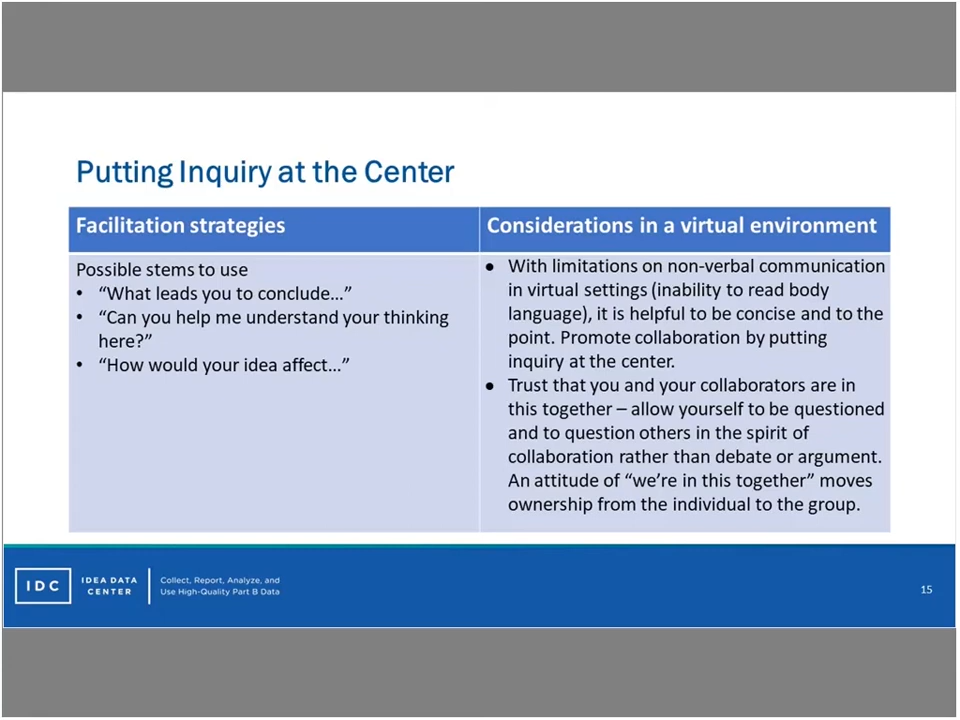 Putting Inquiry at the Center
Facilitation strategies
Considerations in a virtual environment
Possible stems to use
• “What leads you to conclude…”
• “Can you help me understand your thinking
here?”
• “How would your idea affect…”
● With limitations on non-verbal communication
in virtual settings (inability to read body
language), it is helpful to be concise and to the
point. Promote collaboration by putting
inquiry at the center.
● Trust that you and your collaborators are in
this together – allow yourself to be questioned
and to question others in the spirit of
collaboration rather than debate or argument.
An attitude of “we’re in this together” moves
ownership from the individual to the group.
IDC
IDEA DATA
CENTER
Collect, Report, Analyze, and
Use High-Quality Part B Data
15